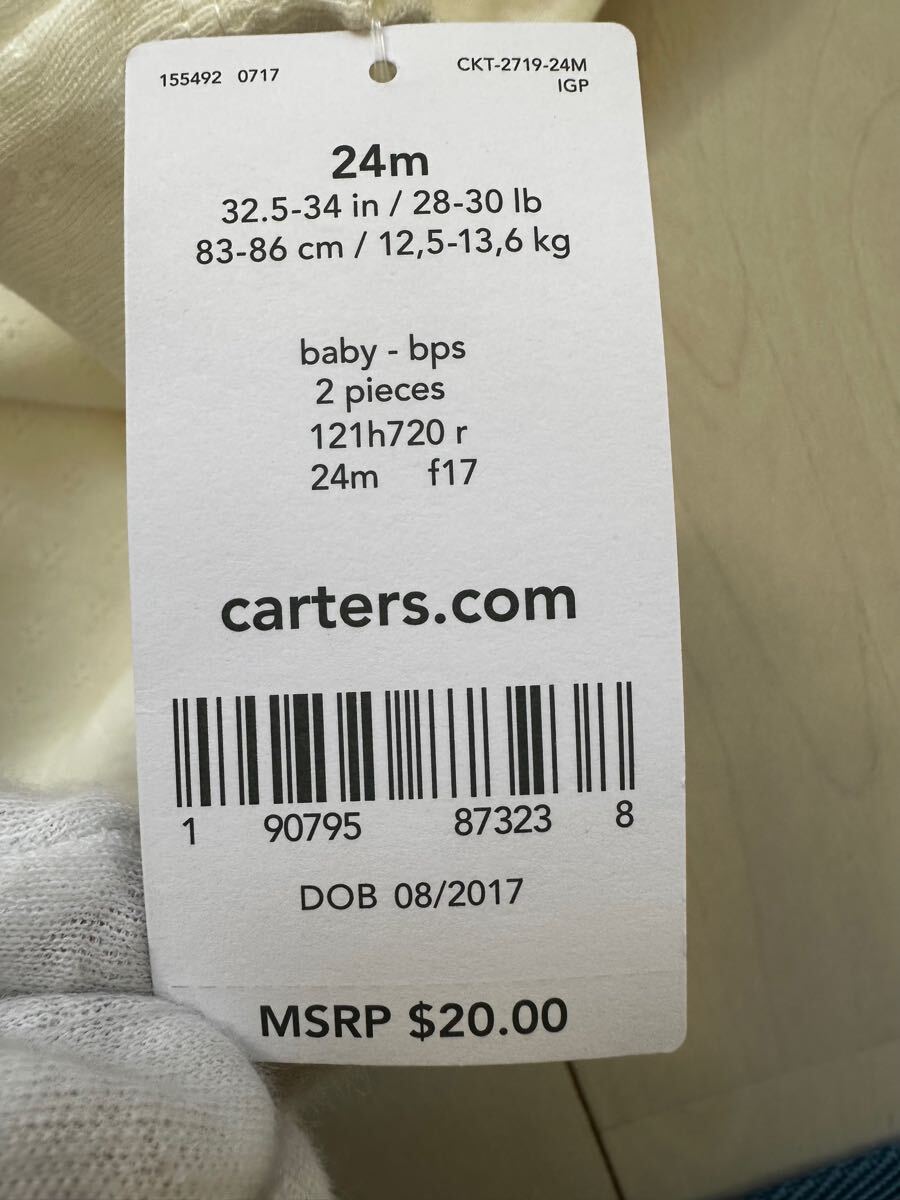 155492 0717
CKT-2719-24M
IGP
24m
32.5-34 in / 28-30 lb
83-86 cm / 12,5-13,6 kg
baby - bps
2 pieces
121h720 r
24m f17
carters.com
1 90795 87323 8
DOB 08/2017
MSRP $20.00